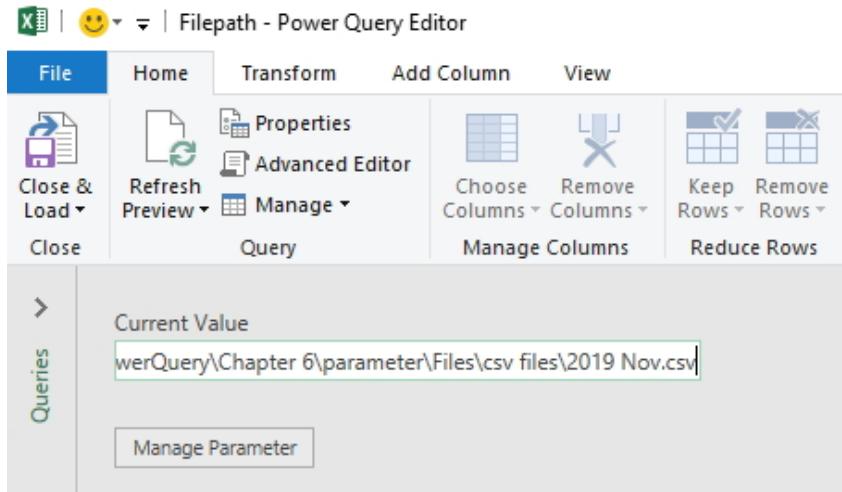 Filepath - Power Query Editor
File Home Transform Add Column View
Close & Load
Refresh Preview
Properties
Advanced Editor
Manage
Choose Columns
Remove Columns
Keep Rows
Remove Rows
Close Query Manage Columns Reduce Rows
Queries
Current Value
werQuery\Chapter 6\parameter\Files\csv files\2019 Nov.csv
Manage Parameter